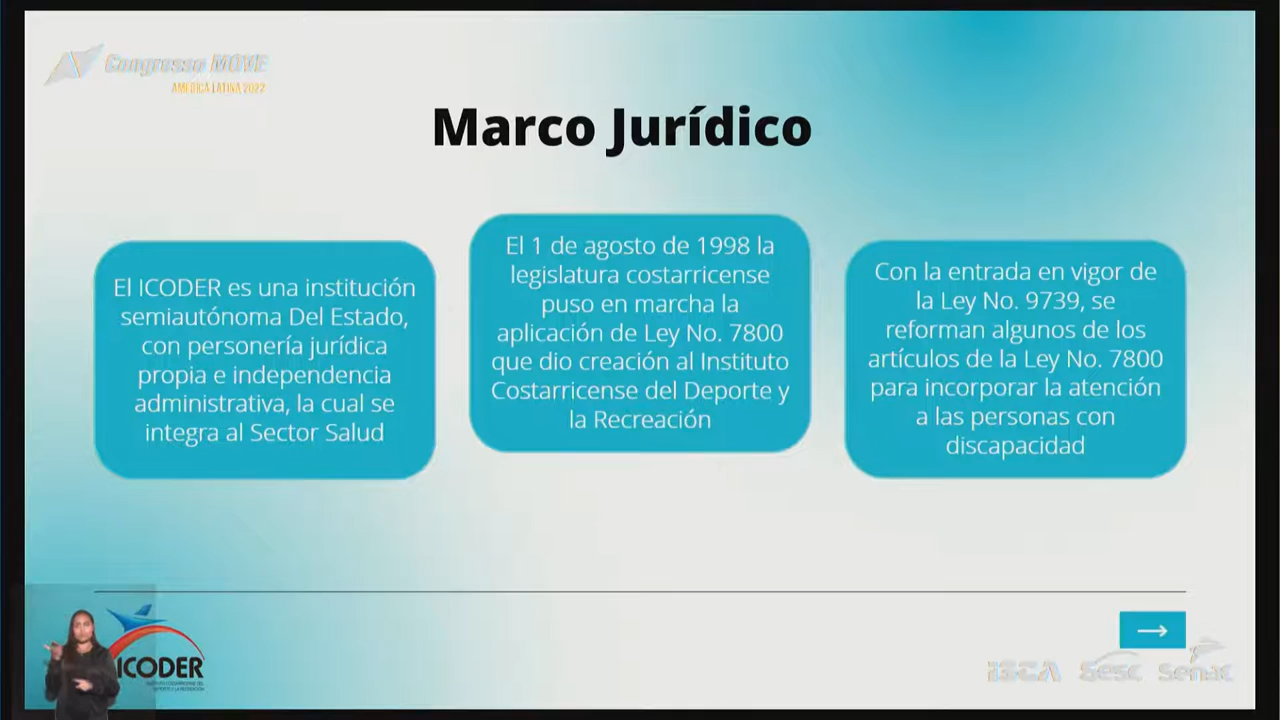 Congresso MOVE
AMERICA LATINA 2022
Marco Jurídico
El ICODER es una institución
semiautónoma Del Estado,
con personería jurídica
propia e independencia
administrativa, la cual se
integra al Sector Salud
El 1 de agosto de 1998 la
legislatura costarricense
puso en marcha la
aplicación de Ley No. 7800
que dio creación al Instituto
Costarricense del Deporte y
la Recreación
Con la entrada en vigor de
la Ley No. 9739, se
reforman algunos de los
artículos de la Ley No. 7800
para incorporar la atención
a las personas con
discapacidad
ICODER
ISCA
Sesc
Senac